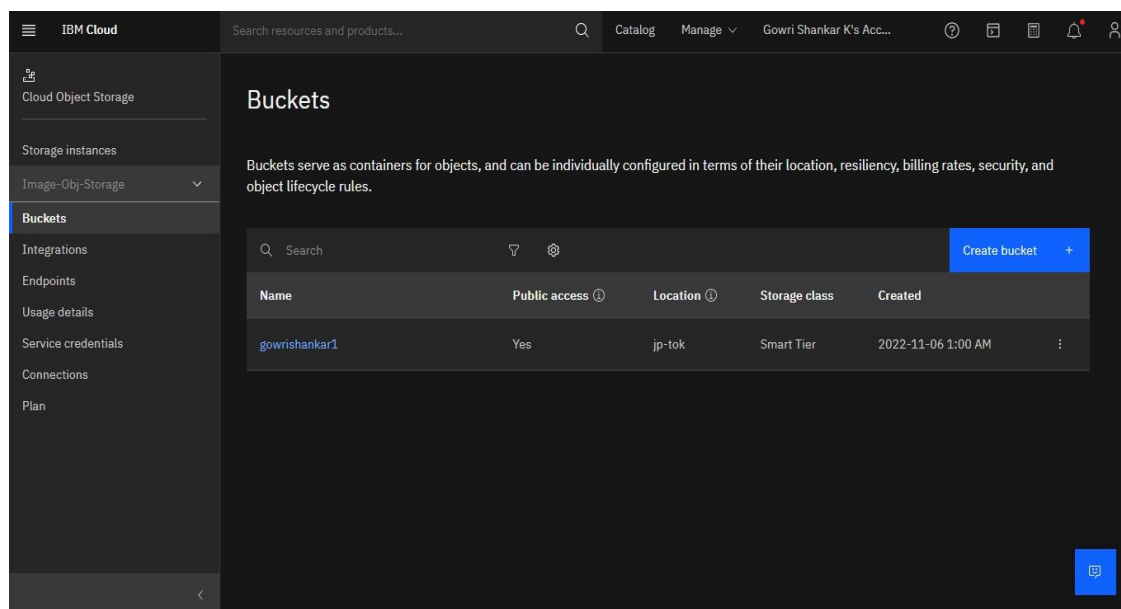 IBM Cloud
Search resources and products...
Catalog
Manage
Gowri Shankar K's Acc...
Cloud Object Storage
Storage instances
Image-Obj-Storage
Buckets
Integrations
Endpoints
Usage details
Service credentials
Connections
Plan
Buckets
Buckets serve as containers for objects, and can be individually configured in terms of their location, resiliency, billing rates, security, and
object lifecycle rules.
Search
Create bucket +
Name Public access Location Storage class Created
gowrishankar1 Yes jp-tok Smart Tier 2022-11-06 1:00 AM